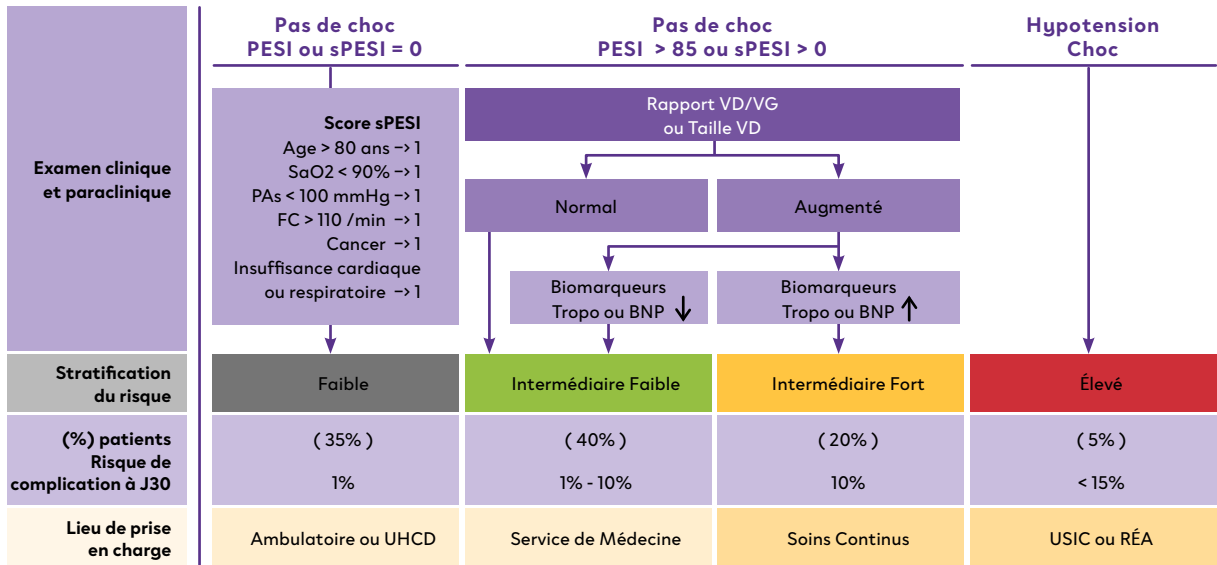 Pas de choc
PESI ou sPESI = 0
Pas de choc
PESI > 85 ou sPESI > 0
Hypotension
Choc
Examen clinique
et paraclinique
Score sPESI
Age > 80 ans –> 1
SaO2 < 90% –> 1
PAs < 100 mmHg –> 1
FC > 110 /min –> 1
Cancer –> 1
Insuffisance cardiaque
ou respiratoire –> 1
Rapport VD/VG
ou Taille VD
Normal
Augmenté
Biomarqueurs
Tropo ou BNP ↓
Biomarqueurs
Tropo ou BNP ↑
Stratification
du risque
Faible
Intermédiaire Faible
Intermédiaire Fort
Élevé
(%) patients
Risque de
complication à J30
( 35% )
( 40% )
( 20% )
( 5% )
1%
1% - 10%
10%
< 15%
Lieu de prise
en charge
Ambulatoire ou UHCD
Service de Médecine
Soins Continus
USIC ou RÉA